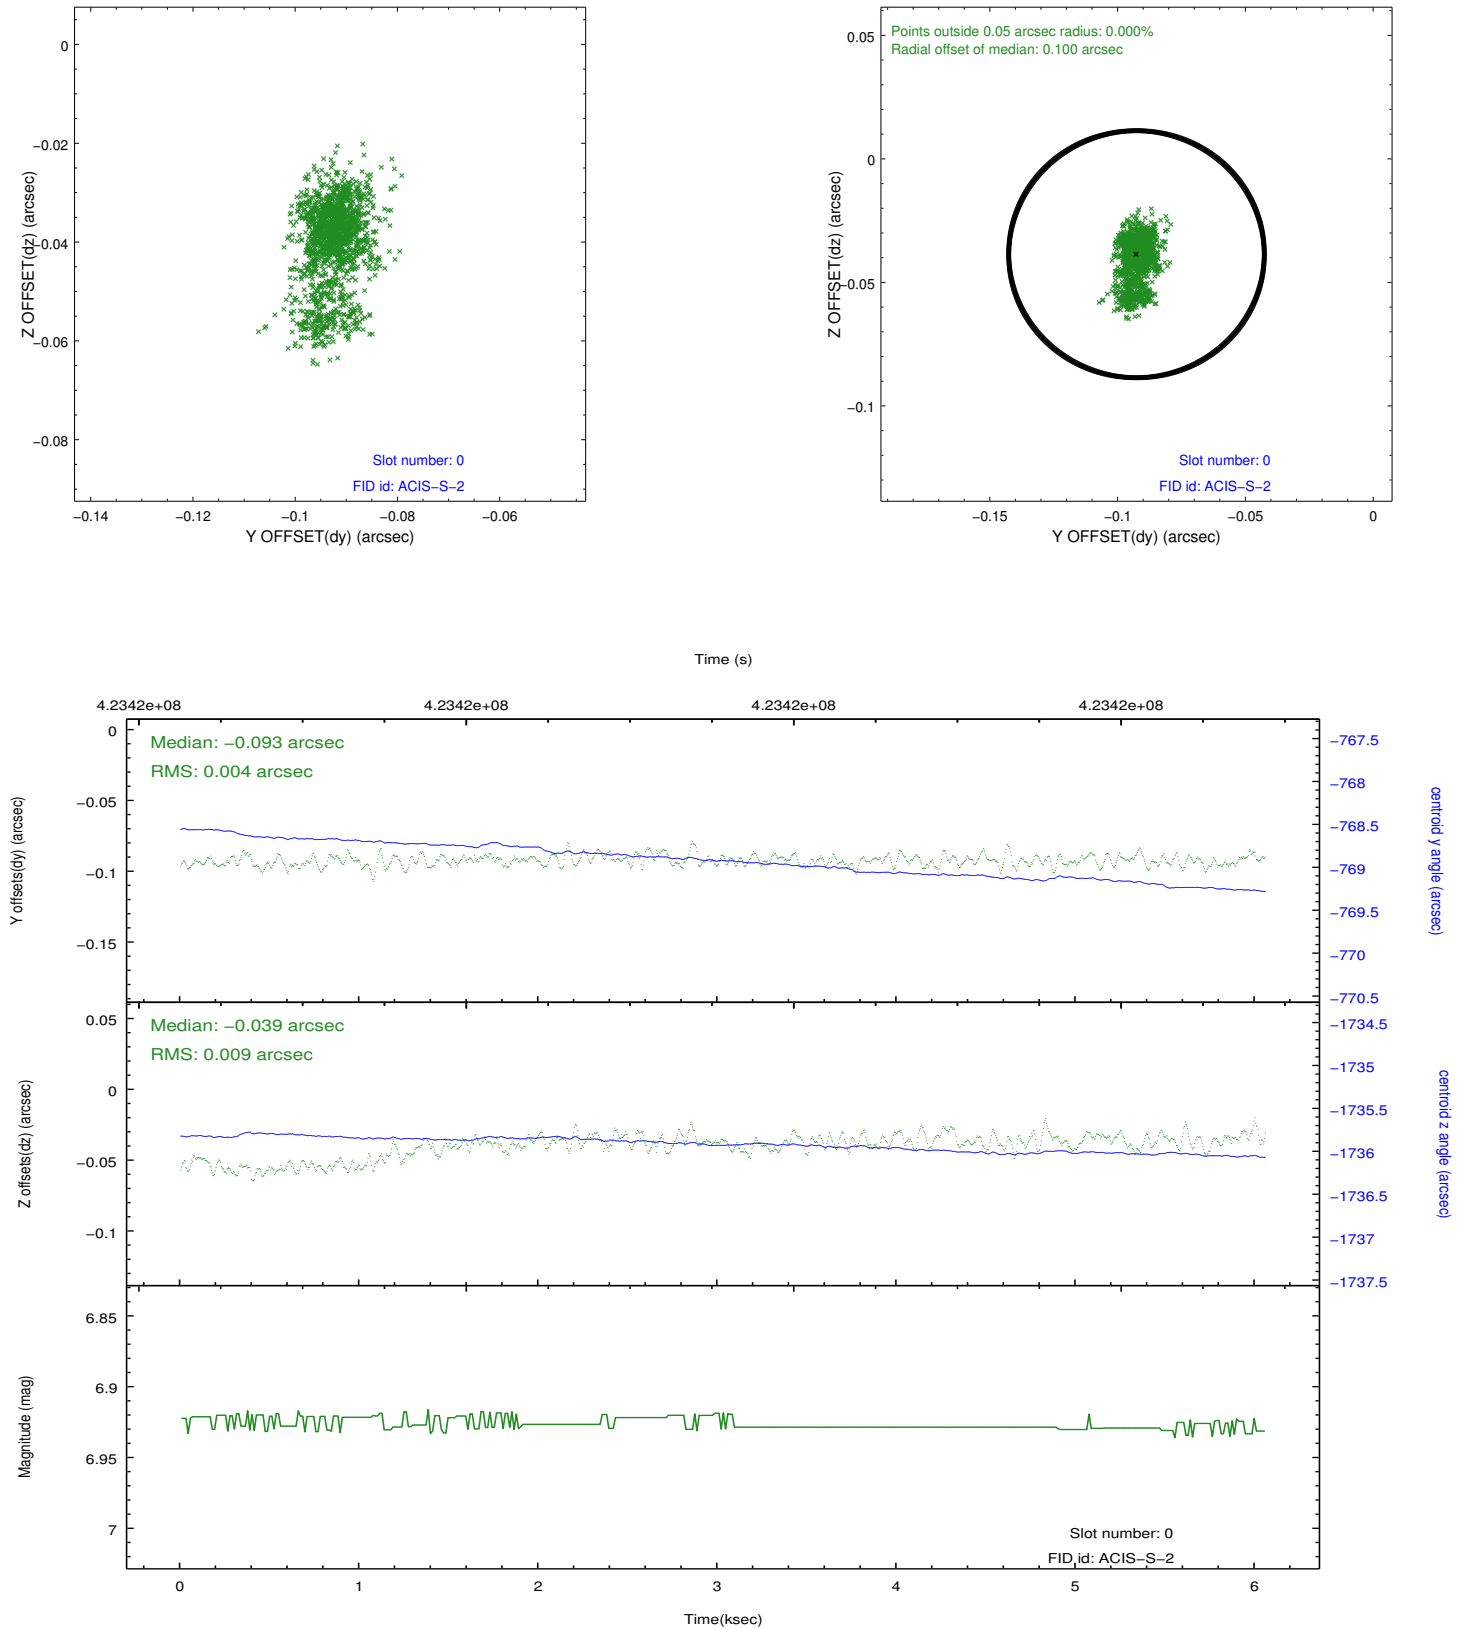 0
−0.02
−0.04
−0.06
−0.08
Z OFFSET(dz) (arcsec)
Slot number: 0
FID id: ACIS−S−2
−0.14
−0.12
−0.1
−0.08
−0.06
Y OFFSET(dy) (arcsec)
Points outside 0.05 arcsec radius: 0.000%
Radial offset of median: 0.100 arcsec
0.05
0
−0.05
−0.1
Z OFFSET(dz) (arcsec)
Slot number: 0
FID id: ACIS−S−2
−0.15
−0.1
−0.05
0
Y OFFSET(dy) (arcsec)
Time (s)
4.2342e+08
4.2342e+08
4.2342e+08
4.2342e+08
Median: −0.093 arcsec
RMS: 0.004 arcsec
0
−0.05
−0.1
−0.15
Y offsets(dy) (arcsec)
−767.5
−768
−768.5
−769
−769.5
−770
−770.5
centroid y angle (arcsec)
Median: −0.039 arcsec
RMS: 0.009 arcsec
0.05
0
−0.05
−0.1
Z offsets(dz) (arcsec)
−1734.5
−1735
−1735.5
−1736
−1736.5
−1737
−1737.5
centroid z angle (arcsec)
6.85
6.9
6.95
7
Magnitude (mag)
Slot number: 0
FID id: ACIS−S−2
0
1
2
3
4
5
6
Time(ksec)